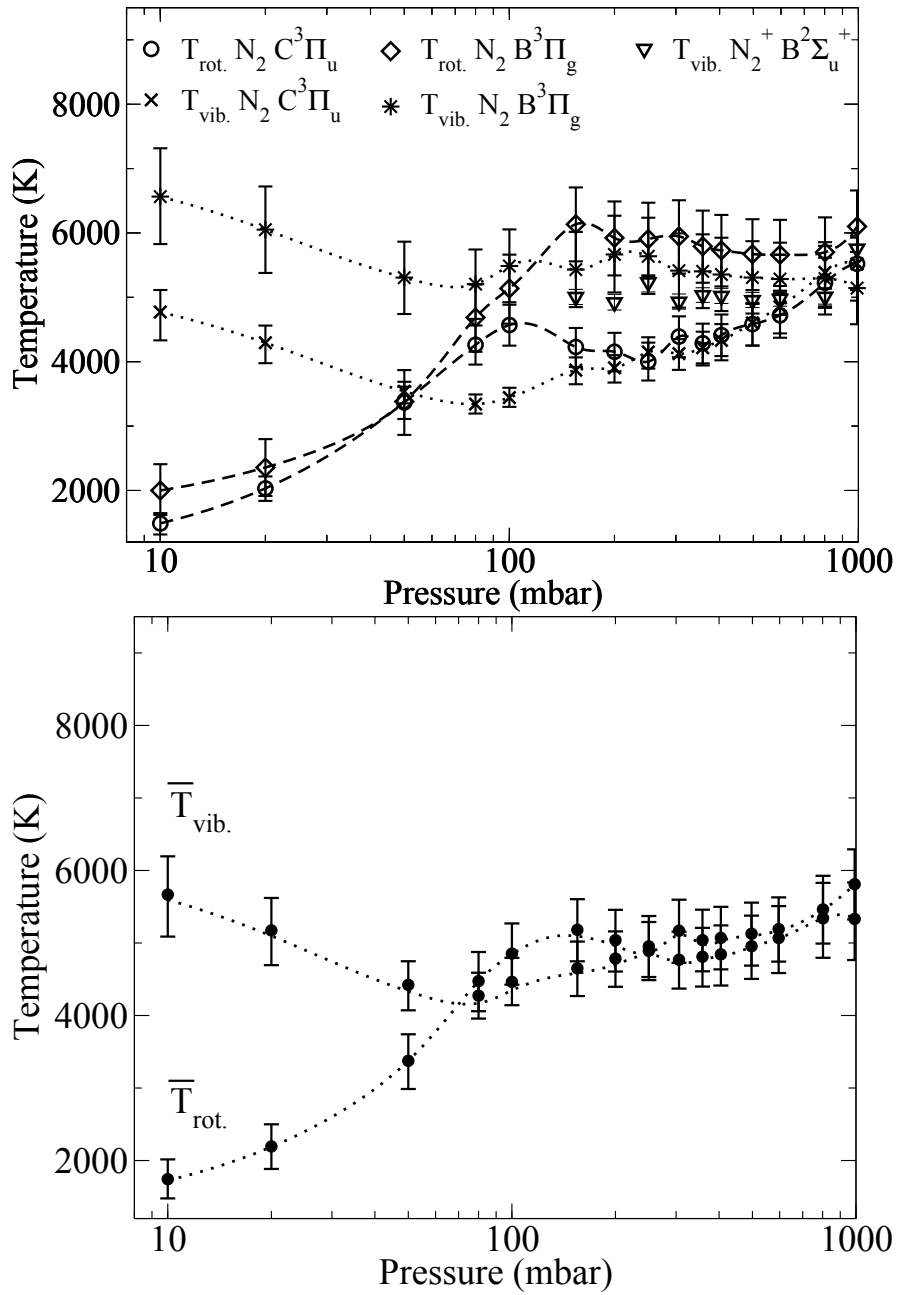 T_rot. N_2 C^3Π_u T_rot. N_2 B^3Π_g T_vib. N_2^+ B^2Σ_u^+
T_vib. N_2 C^3Π_u T_vib. N_2 B^3Π_g
8000
6000
4000
2000
Temperature (K)
10 100 1000
Pressure (mbar)
8000
6000
4000
2000
Temperature (K)
T̅_vib.
T̅_rot.
10 100 1000
Pressure (mbar)